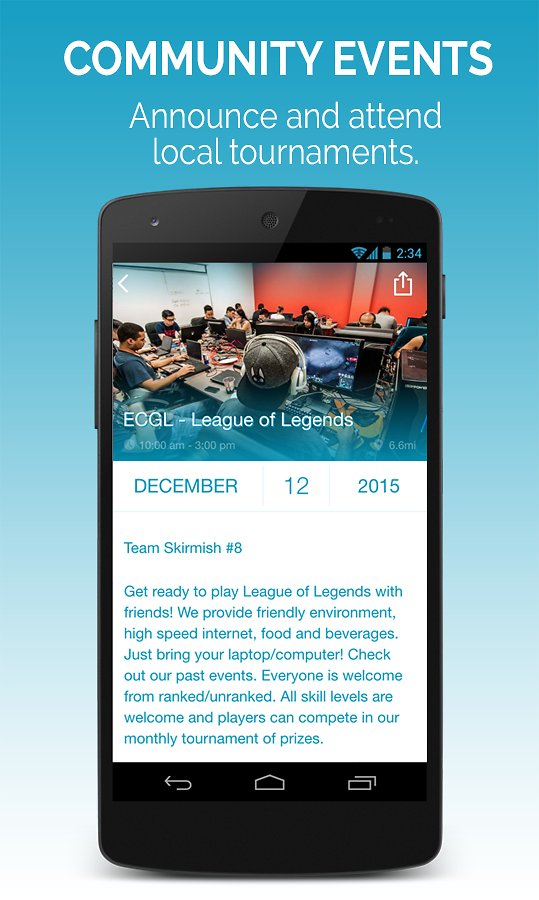 COMMUNITY EVENTS
Announce and attend
local tournaments.
2:34
ECGL - League of Legends
10:00 am - 3:00 pm 6.6mi
DECEMBER 12 2015
Team Skirmish #8
Get ready to play League of Legends with
friends! We provide friendly environment,
high speed internet, food and beverages.
Just bring your laptop/computer! Check
out our past events. Everyone is welcome
from ranked/unranked. All skill levels are
welcome and players can compete in our
monthly tournament of prizes.